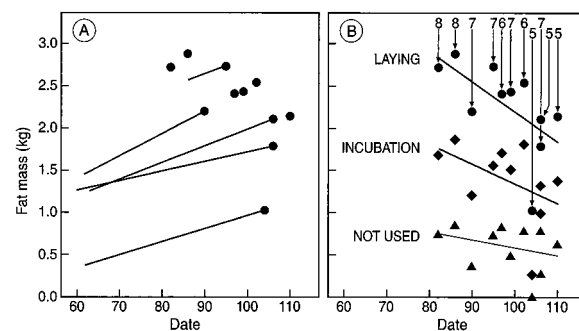 A
Fat mass (kg)
3.0
2.5
2.0
1.5
1.0
0.5
0.0
60 70 80 90 100 110
Date
B
8 8 7 7 6 7 6 5 7 5 5
LAYING
INCUBATION
NOT USED
60 70 80 90 100 110
Date